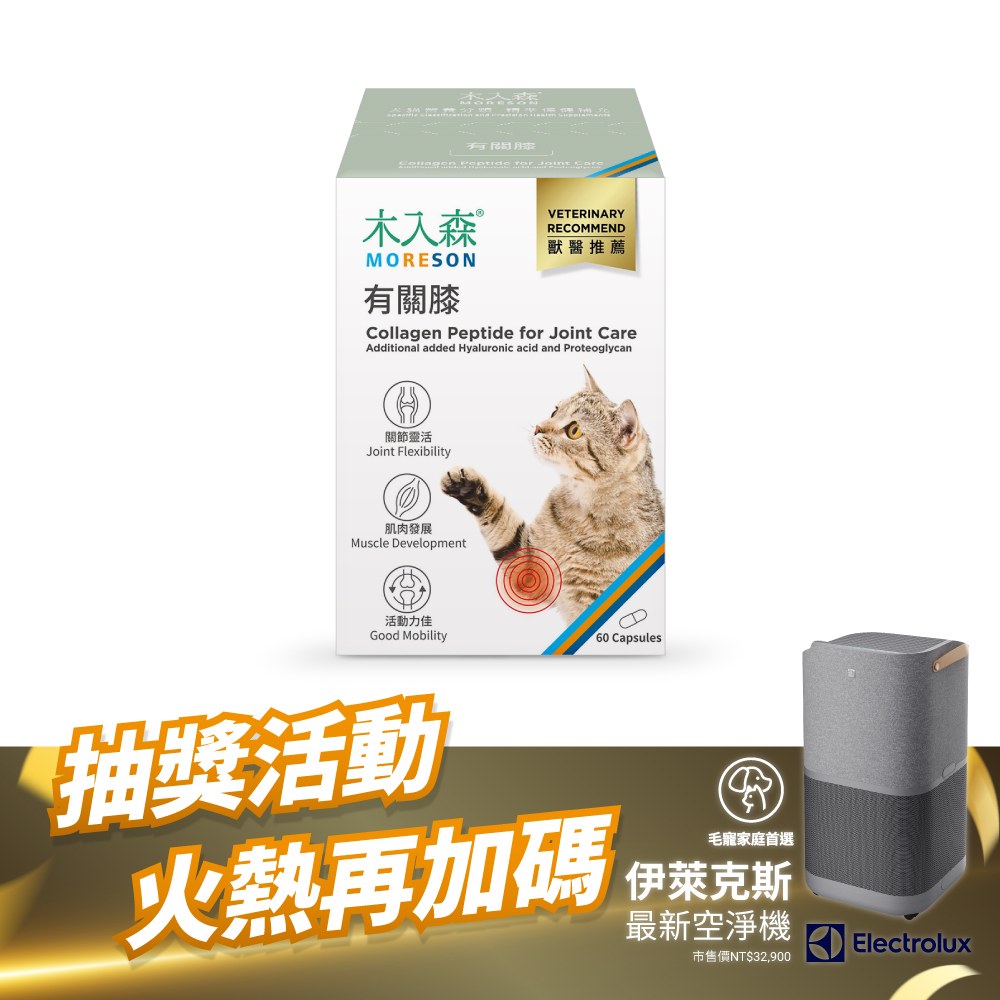 木入森
MORESON
有關膝
Collagen Peptide for Joint Care
木入森®
MORESON
VETERINARY
RECOMMEND
獸醫推薦
有關膝
Collagen Peptide for Joint Care
Additional added Hyaluronic acid and Proteoglycan
關節靈活
Joint Flexibility
肌肉發展
Muscle Development
活動力佳
Good Mobility
60 Capsules
抽獎活動
火熱再加碼
毛寵家庭首選
伊萊克斯
最新空淨機
市售價NT$32,900
Electrolux